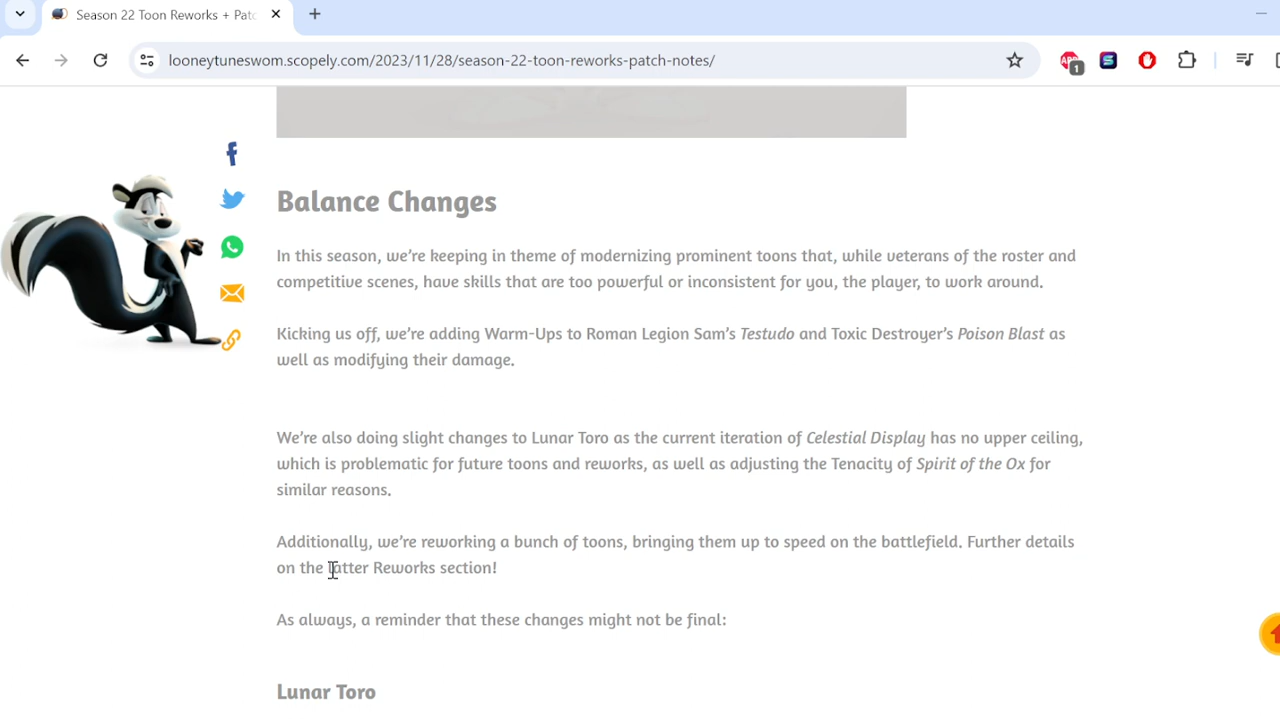 Season 22 Toon Reworks + Patc
looneytuneswom.scopely.com/2023/11/28/season-22-toon-reworks-patch-notes/
ABP
1
S
Balance Changes
In this season, we're keeping in theme of modernizing prominent toons that, while veterans of the roster and
competitive scenes, have skills that are too powerful or inconsistent for you, the player, to work around.
Kicking us off, we're adding Warm-Ups to Roman Legion Sam's Testudo and Toxic Destroyer's Poison Blast as
well as modifying their damage.
We're also doing slight changes to Lunar Toro as the current iteration of Celestial Display has no upper ceiling,
which is problematic for future toons and reworks, as well as adjusting the Tenacity of Spirit of the Ox for
similar reasons.
Additionally, we're reworking a bunch of toons, bringing them up to speed on the battlefield. Further details
on the latter Reworks section!
As always, a reminder that these changes might not be final:
Lunar Toro